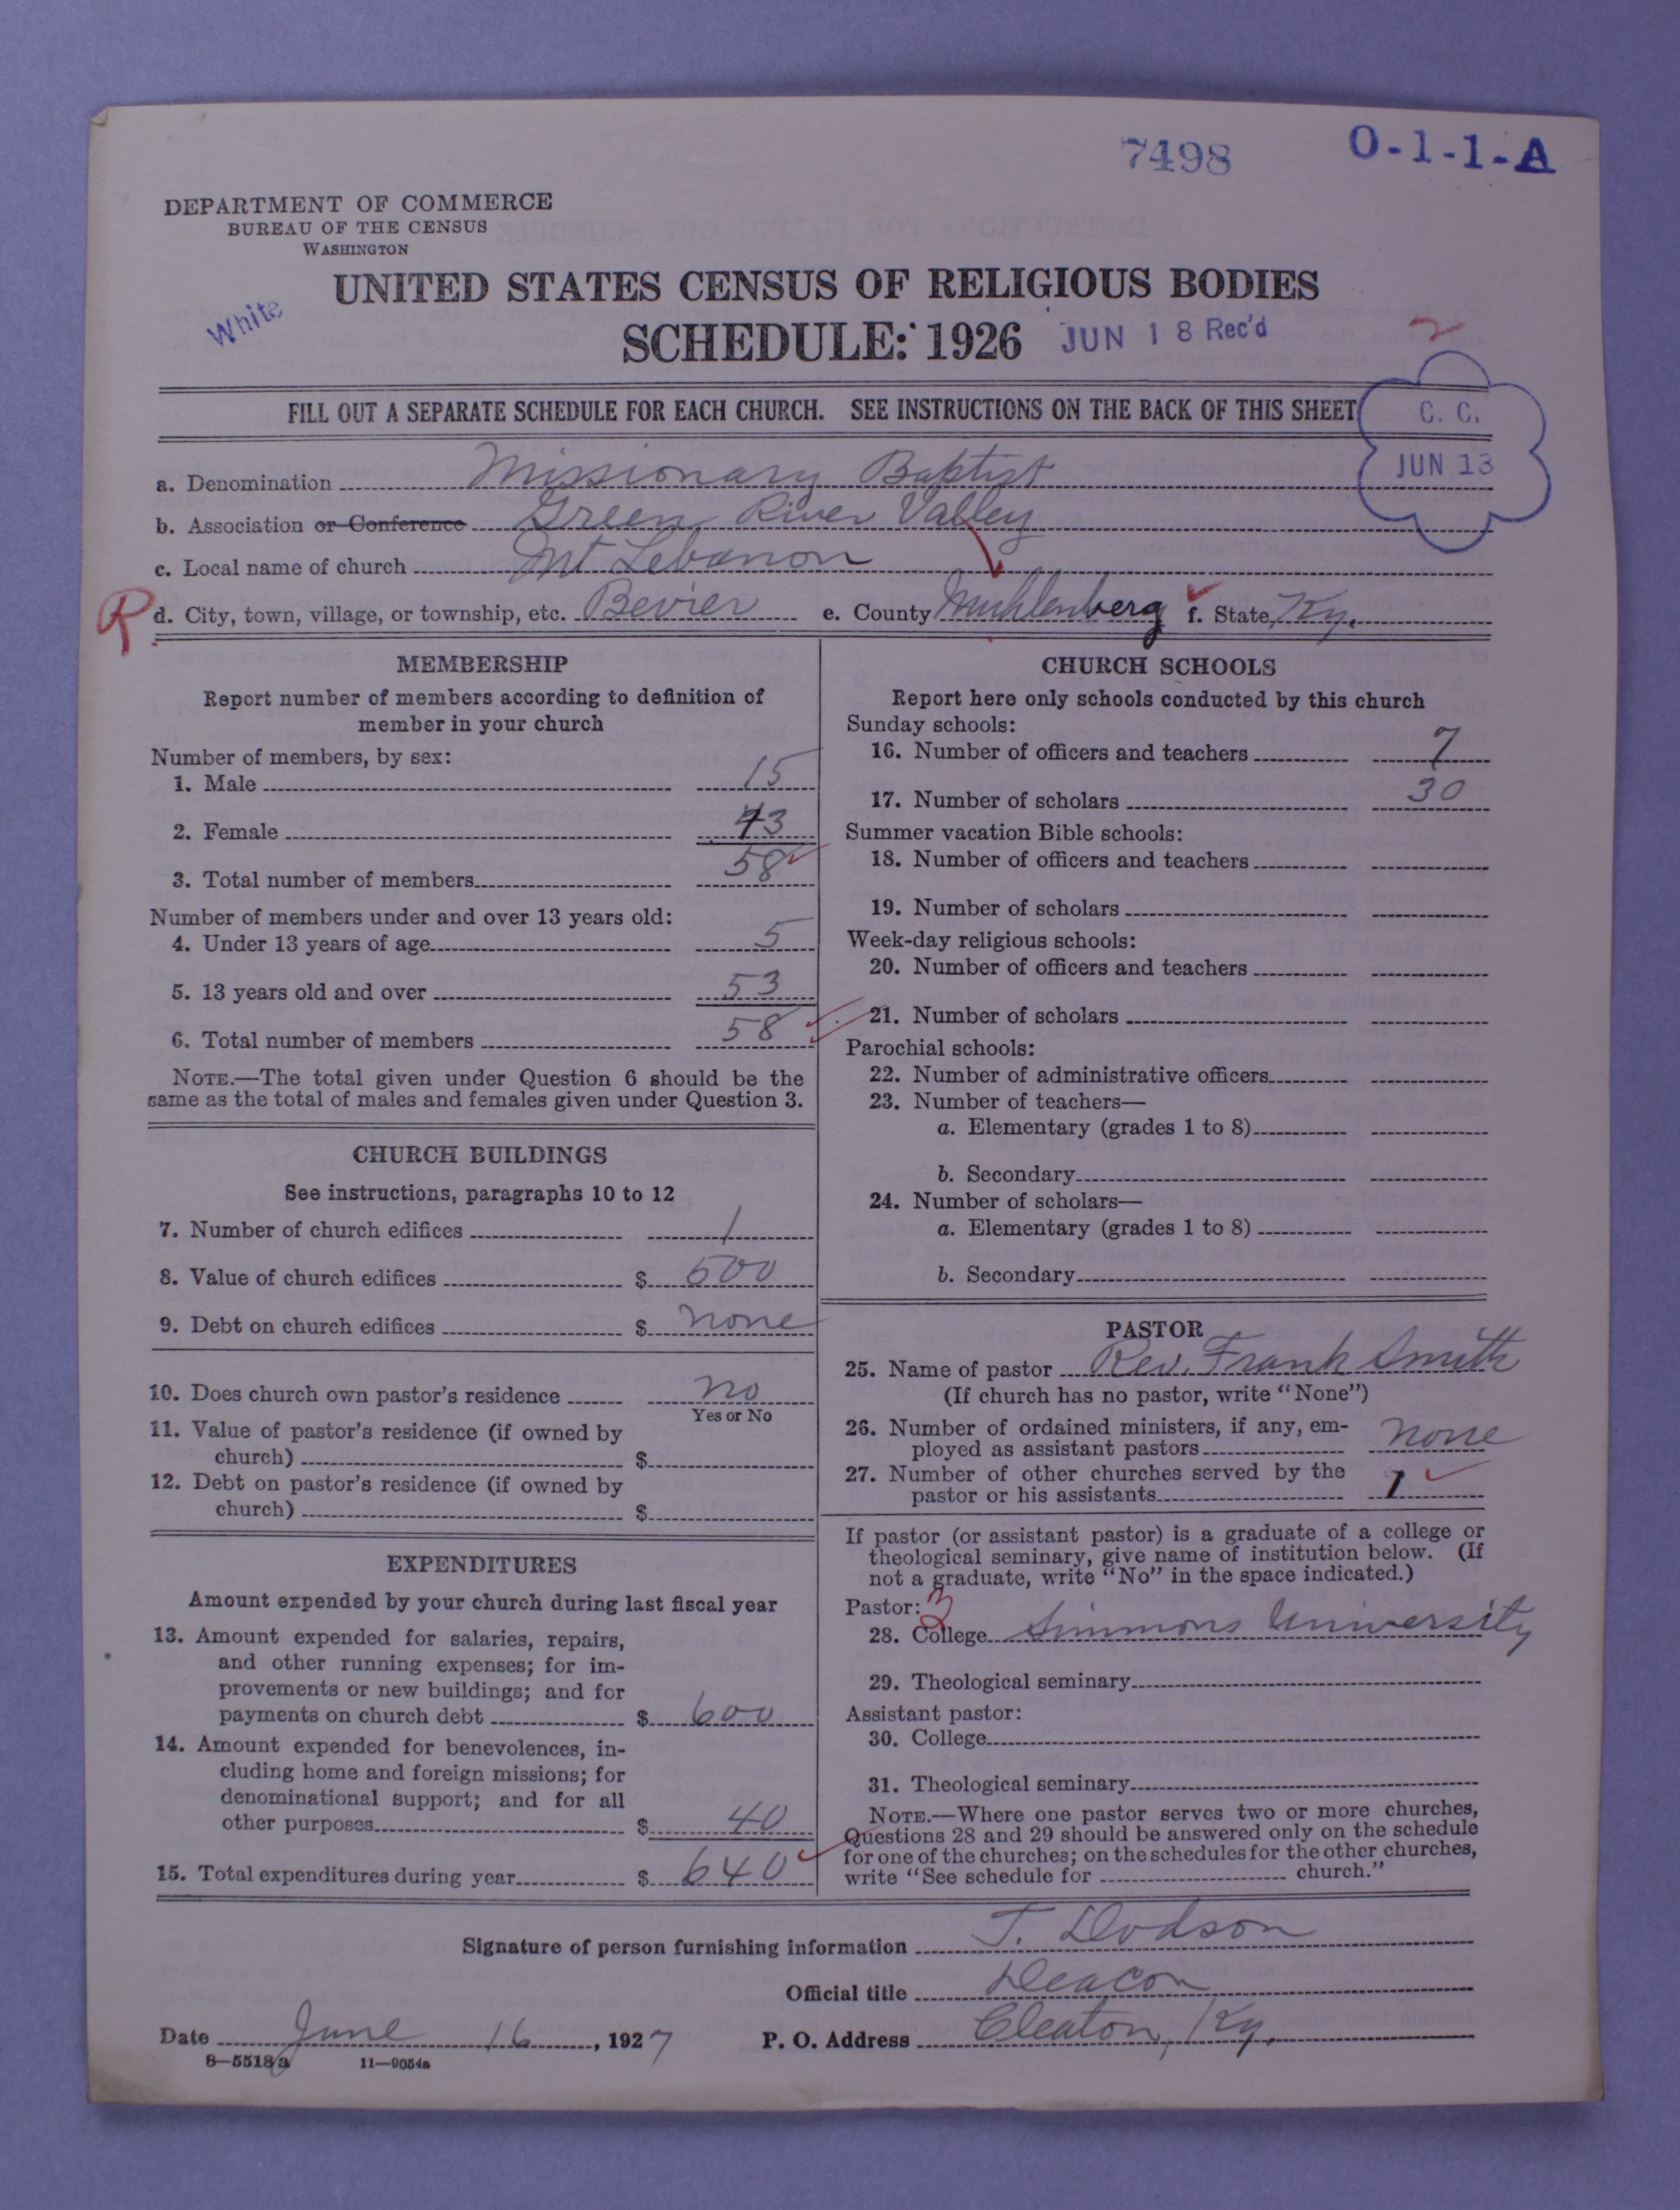 7498
O-1-1-A
DEPARTMENT OF COMMERCE
BUREAU OF THE CENSUS
WASHINGTON
White
UNITED STATES CENSUS OF RELIGIOUS BODIES
SCHEDULE: 1926
JUN 18 Rec'd
2
FILL OUT A SEPARATE SCHEDULE FOR EACH CHURCH. SEE INSTRUCTIONS ON THE BACK OF THIS SHEET
C. C.
JUN 13
a. Denomination Missionary Baptist
b. Association or Conference Green River Valley
c. Local name of church Mt Lebanon
R d. City, town, village, or township, etc. Bevier e. County Muhlenberg f. State Ky.
MEMBERSHIP
Report number of members according to definition of
member in your church
Number of members, by sex:
1. Male 15
2. Female 43
3. Total number of members 58
Number of members under and over 13 years old:
4. Under 13 years of age 5
5. 13 years old and over 53
6. Total number of members 58
NOTE.—The total given under Question 6 should be the
same as the total of males and females given under Question 3.
CHURCH BUILDINGS
See instructions, paragraphs 10 to 12
7. Number of church edifices 1
8. Value of church edifices $ 500
9. Debt on church edifices $ none
10. Does church own pastor's residence no
Yes or No
11. Value of pastor's residence (if owned by
church) $
12. Debt on pastor's residence (if owned by
church) $
EXPENDITURES
Amount expended by your church during last fiscal year
13. Amount expended for salaries, repairs,
and other running expenses; for im-
provements or new buildings; and for
payments on church debt $ 600
14. Amount expended for benevolences, in-
cluding home and foreign missions; for
denominational support; and for all
other purposes $ 40
15. Total expenditures during year $ 640
CHURCH SCHOOLS
Report here only schools conducted by this church
Sunday schools:
16. Number of officers and teachers 7
17. Number of scholars 30
Summer vacation Bible schools:
18. Number of officers and teachers
19. Number of scholars
Week-day religious schools:
20. Number of officers and teachers
21. Number of scholars
Parochial schools:
22. Number of administrative officers
23. Number of teachers—
a. Elementary (grades 1 to 8)
b. Secondary
24. Number of scholars—
a. Elementary (grades 1 to 8)
b. Secondary
PASTOR
25. Name of pastor Rev. Frank Smith
(If church has no pastor, write "None")
26. Number of ordained ministers, if any, em-
ployed as assistant pastors none
27. Number of other churches served by the
pastor or his assistants 1
If pastor (or assistant pastor) is a graduate of a college or
theological seminary, give name of institution below. (If
not a graduate, write "No" in the space indicated.)
Pastor: 3
28. College Simmons University
29. Theological seminary
Assistant pastor:
30. College
31. Theological seminary
NOTE.—Where one pastor serves two or more churches,
Questions 28 and 29 should be answered only on the schedule
for one of the churches; on the schedules for the other churches,
write "See schedule for church."
Signature of person furnishing information T. Dodson
Official title Deacon
Date June 16, 1927 P. O. Address Cleaton, Ky.
8—5518a 11—9054a